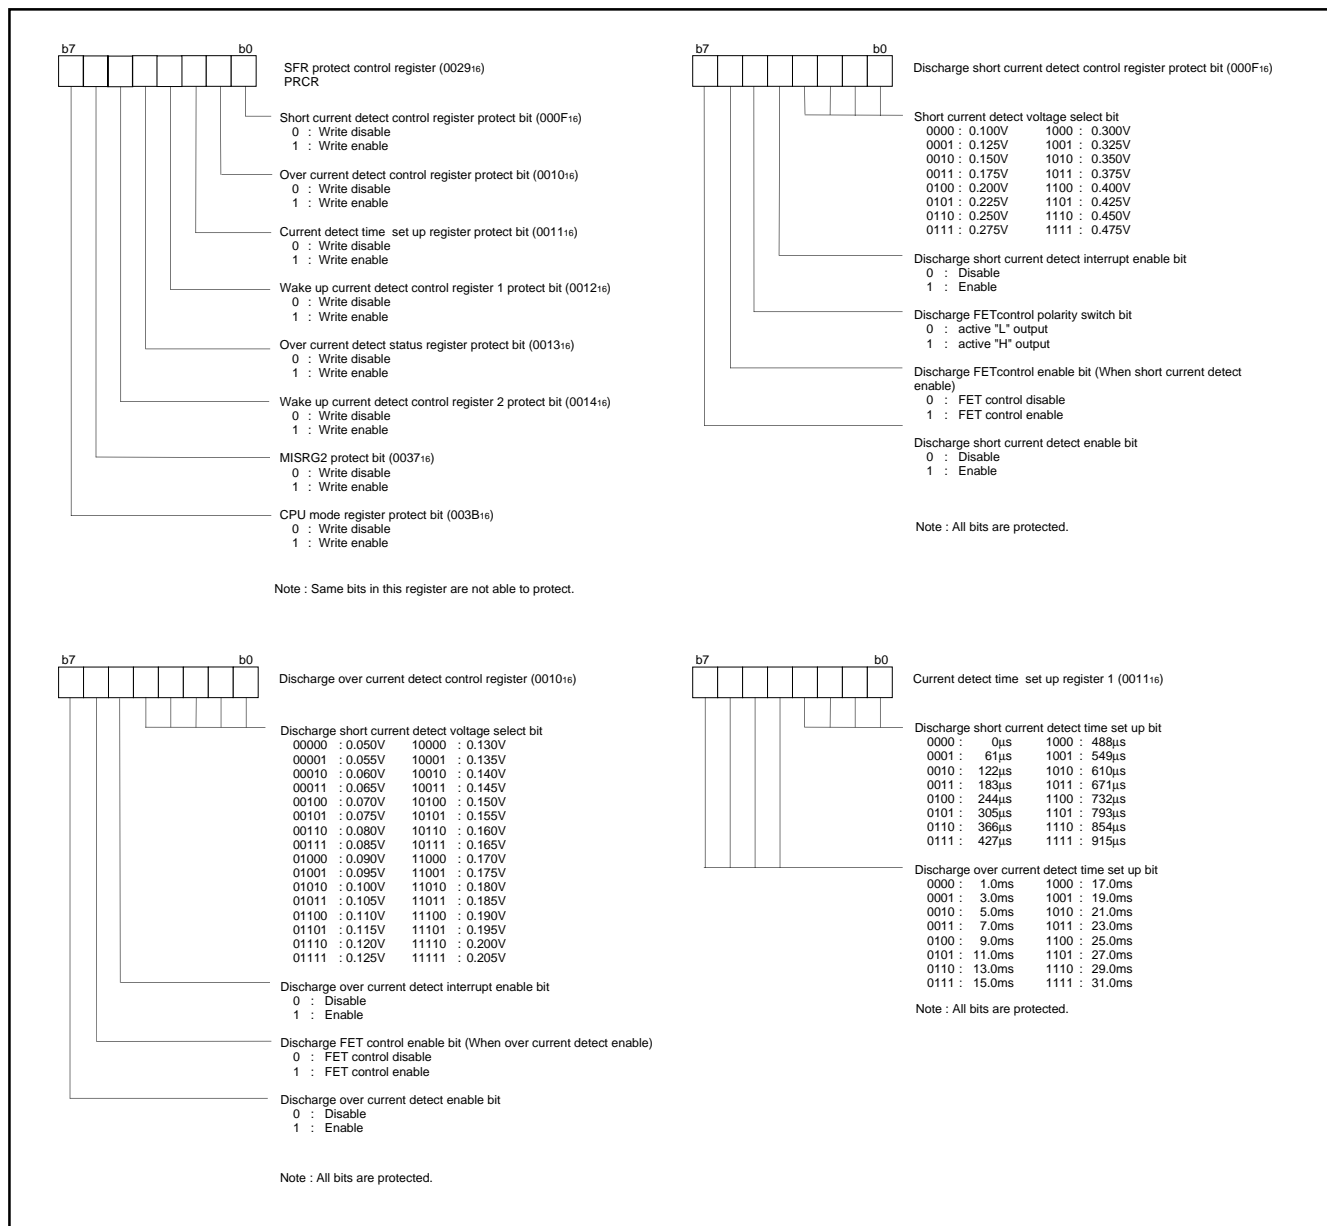 b7 b0
SFR protect control register (0029₁₆)
PRCR
Short current detect control register protect bit (000F₁₆)
0 : Write disable
1 : Write enable
Over current detect control register protect bit (0010₁₆)
0 : Write disable
1 : Write enable
Current detect time set up register protect bit (0011₁₆)
0 : Write disable
1 : Write enable
Wake up current detect control register 1 protect bit (0012₁₆)
0 : Write disable
1 : Write enable
Over current detect status register protect bit (0013₁₆)
0 : Write disable
1 : Write enable
Wake up current detect control register 2 protect bit (0014₁₆)
0 : Write disable
1 : Write enable
MISRG2 protect bit (0037₁₆)
0 : Write disable
1 : Write enable
CPU mode register protect bit (003B₁₆)
0 : Write disable
1 : Write enable
Note : Same bits in this register are not able to protect.
b7 b0
Discharge short current detect control register protect bit (000F₁₆)
Short current detect voltage select bit
0000 : 0.100V 1000 : 0.300V
0001 : 0.125V 1001 : 0.325V
0010 : 0.150V 1010 : 0.350V
0011 : 0.175V 1011 : 0.375V
0100 : 0.200V 1100 : 0.400V
0101 : 0.225V 1101 : 0.425V
0110 : 0.250V 1110 : 0.450V
0111 : 0.275V 1111 : 0.475V
Discharge short current detect interrupt enable bit
0 : Disable
1 : Enable
Discharge FETcontrol polarity switch bit
0 : active "L" output
1 : active "H" output
Discharge FETcontrol enable bit (When short current detect
enable)
0 : FET control disable
1 : FET control enable
Discharge short current detect enable bit
0 : Disable
1 : Enable
Note : All bits are protected.
b7 b0
Discharge over current detect control register (0010₁₆)
Discharge short current detect voltage select bit
00000 : 0.050V 10000 : 0.130V
00001 : 0.055V 10001 : 0.135V
00010 : 0.060V 10010 : 0.140V
00011 : 0.065V 10011 : 0.145V
00100 : 0.070V 10100 : 0.150V
00101 : 0.075V 10101 : 0.155V
00110 : 0.080V 10110 : 0.160V
00111 : 0.085V 10111 : 0.165V
01000 : 0.090V 11000 : 0.170V
01001 : 0.095V 11001 : 0.175V
01010 : 0.100V 11010 : 0.180V
01011 : 0.105V 11011 : 0.185V
01100 : 0.110V 11100 : 0.190V
01101 : 0.115V 11101 : 0.195V
01110 : 0.120V 11110 : 0.200V
01111 : 0.125V 11111 : 0.205V
Discharge over current detect interrupt enable bit
0 : Disable
1 : Enable
Discharge FET control enable bit (When over current detect enable)
0 : FET control disable
1 : FET control enable
Discharge over current detect enable bit
0 : Disable
1 : Enable
Note : All bits are protected.
b7 b0
Current detect time set up register 1 (0011₁₆)
Discharge short current detect time set up bit
0000 : 0µs 1000 : 488µs
0001 : 61µs 1001 : 549µs
0010 : 122µs 1010 : 610µs
0011 : 183µs 1011 : 671µs
0100 : 244µs 1100 : 732µs
0101 : 305µs 1101 : 793µs
0110 : 366µs 1110 : 854µs
0111 : 427µs 1111 : 915µs
Discharge over current detect time set up bit
0000 : 1.0ms 1000 : 17.0ms
0001 : 3.0ms 1001 : 19.0ms
0010 : 5.0ms 1010 : 21.0ms
0011 : 7.0ms 1011 : 23.0ms
0100 : 9.0ms 1100 : 25.0ms
0101 : 11.0ms 1101 : 27.0ms
0110 : 13.0ms 1110 : 29.0ms
0111 : 15.0ms 1111 : 31.0ms
Note : All bits are protected.